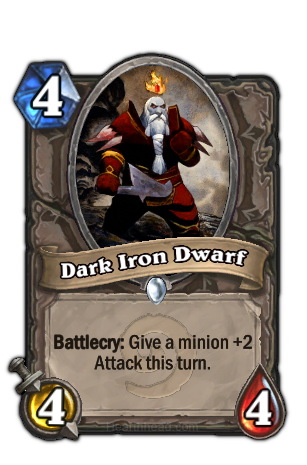 4
Dark Iron Dwarf
Battlecry: Give a minion +2
Attack this turn.
4
4